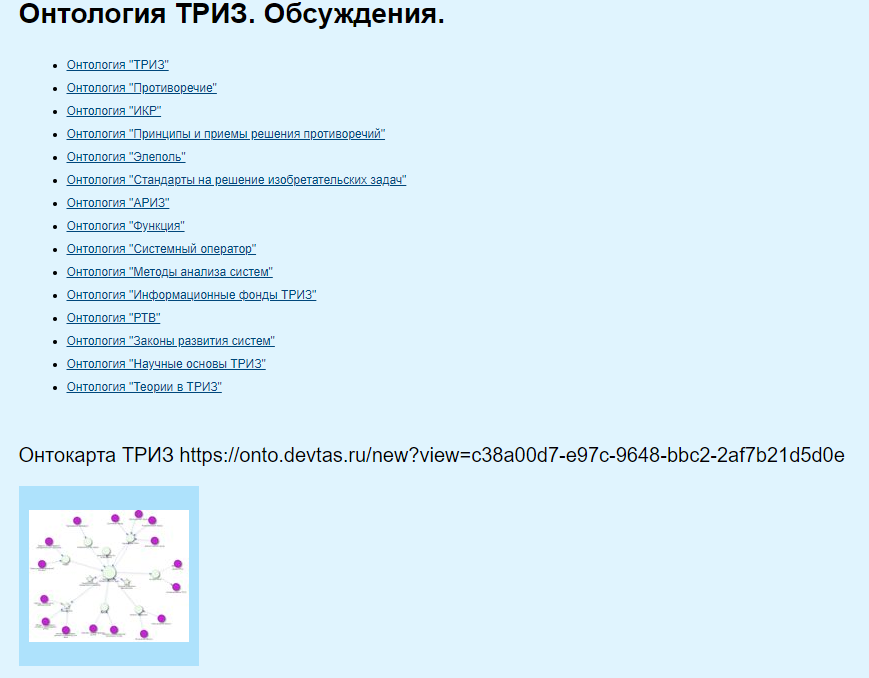 Онтология ТРИЗ. Обсуждения.
Онтология "ТРИЗ"
Онтология "Противоречие"
Онтология "ИКР"
Онтология "Принципы и приемы решения противоречий"
Онтология "Элеполь"
Онтология "Стандарты на решение изобретательских задач"
Онтология "АРИЗ"
Онтология "Функция"
Онтология "Системный оператор"
Онтология "Методы анализа систем"
Онтология "Информационные фонды ТРИЗ"
Онтология "РТВ"
Онтология "Законы развития систем"
Онтология "Научные основы ТРИЗ"
Онтология "Теории в ТРИЗ"
Онтокарта ТРИЗ https://onto.devtas.ru/new?view=c38a00d7-e97c-9648-bbc2-2af7b21d5d0e